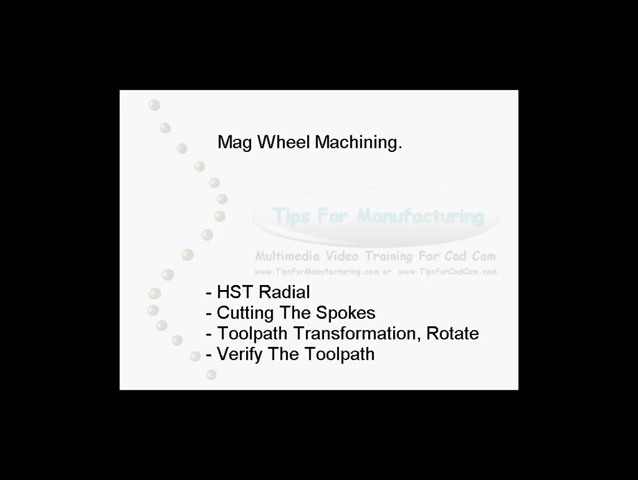 Mag Wheel Machining.
Tips For Manufacturing
Multimedia Video Training For Cad Cam
www.TipsForManufacturing.com or www.TipsForCadCam.com
- HST Radial
- Cutting The Spokes
- Toolpath Transformation, Rotate
- Verify The Toolpath